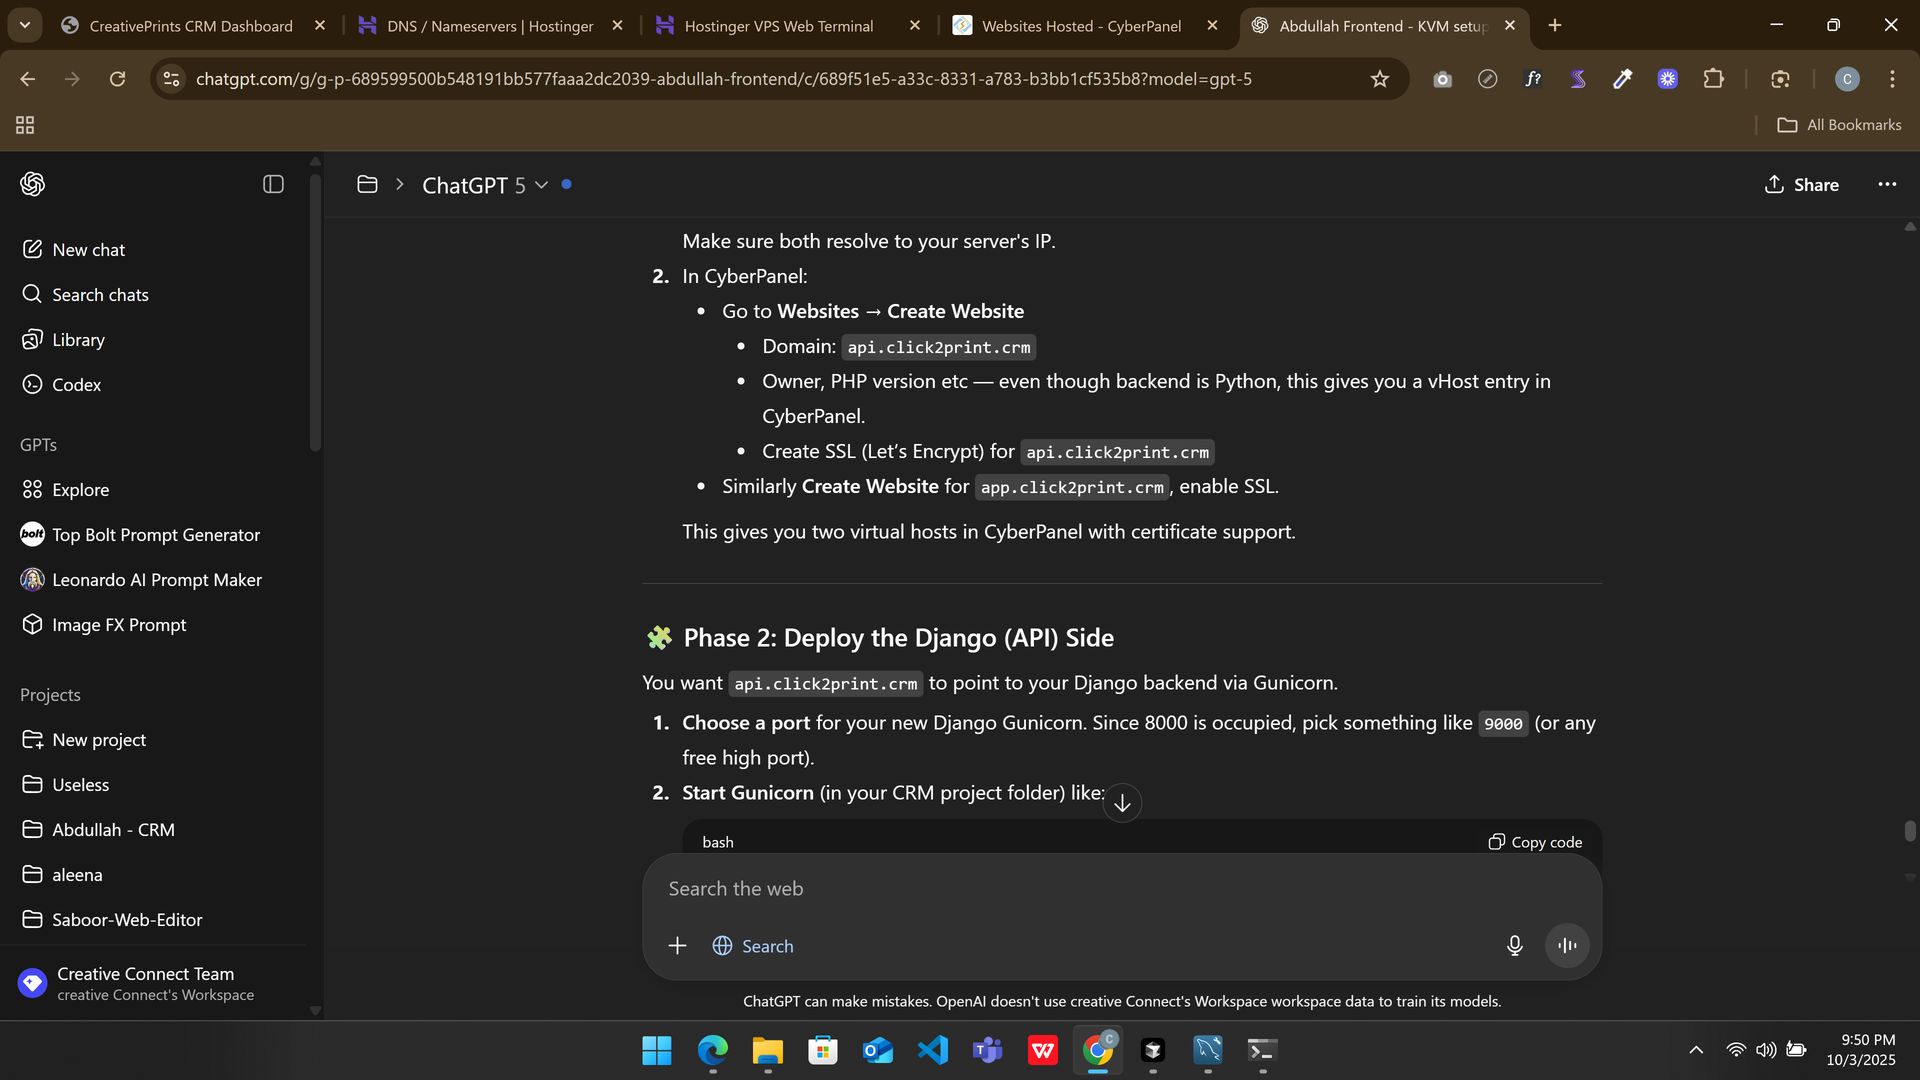 CreativePrints CRM Dashboard
DNS / Nameservers | Hostinger
Hostinger VPS Web Terminal
Websites Hosted - CyberPanel
Abdullah Frontend - KVM setup
chatgpt.com/g/g-p-689599500b548191bb577faaa2dc2039-abdullah-frontend/c/689f51e5-a33c-8331-a783-b3bb1cf535b8?model=gpt-5
f?
C
All Bookmarks
ChatGPT 5
Share
New chat
Search chats
Library
Codex
GPTs
Explore
bolt
Top Bolt Prompt Generator
Leonardo AI Prompt Maker
Image FX Prompt
Projects
New project
Useless
Abdullah - CRM
aleena
Saboor-Web-Editor
Creative Connect Team
creative Connect's Workspace
Make sure both resolve to your server's IP.
2. In CyberPanel:
• Go to Websites → Create Website
• Domain: api.click2print.crm
• Owner, PHP version etc — even though backend is Python, this gives you a vHost entry in
CyberPanel.
• Create SSL (Let’s Encrypt) for api.click2print.crm
• Similarly Create Website for app.click2print.crm, enable SSL.
This gives you two virtual hosts in CyberPanel with certificate support.
🧩 Phase 2: Deploy the Django (API) Side
You want api.click2print.crm to point to your Django backend via Gunicorn.
1. Choose a port for your new Django Gunicorn. Since 8000 is occupied, pick something like 9000 (or any
free high port).
2. Start Gunicorn (in your CRM project folder) like:
bash
Copy code
Search the web
Search
ChatGPT can make mistakes. OpenAI doesn't use creative Connect's Workspace workspace data to train its models.
9:50 PM
10/3/2025